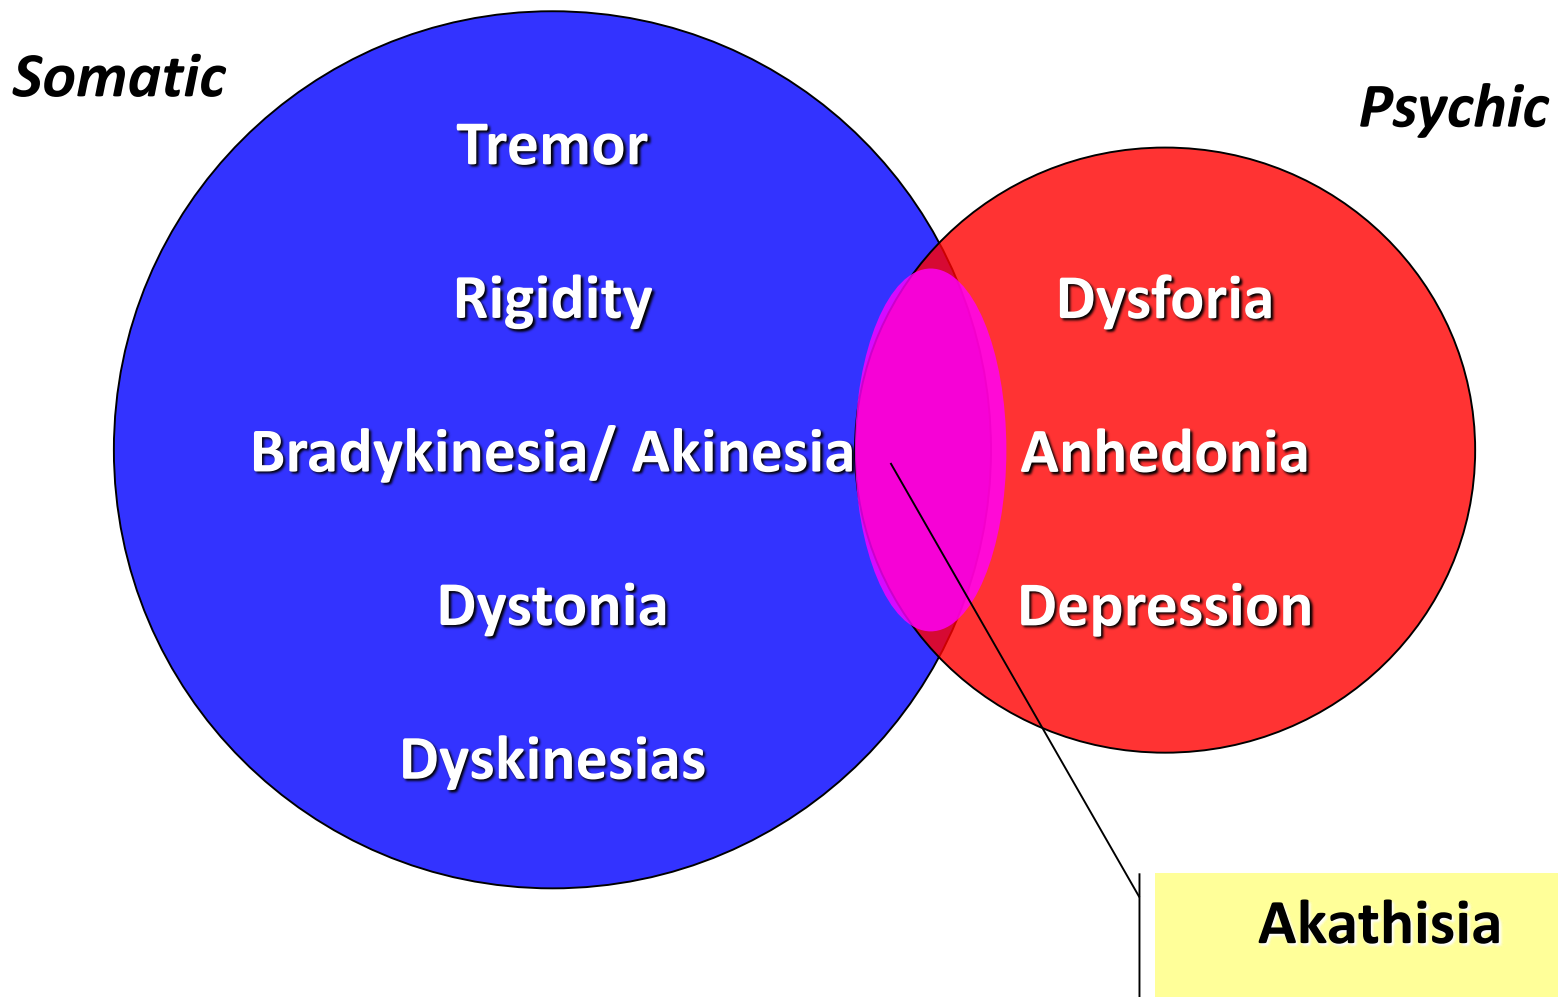 Somatic
Psychic
Tremor
Rigidity
Bradykinesia/ Akinesia
Dystonia
Dyskinesias
Dysforia
Anhedonia
Depression
Akathisia